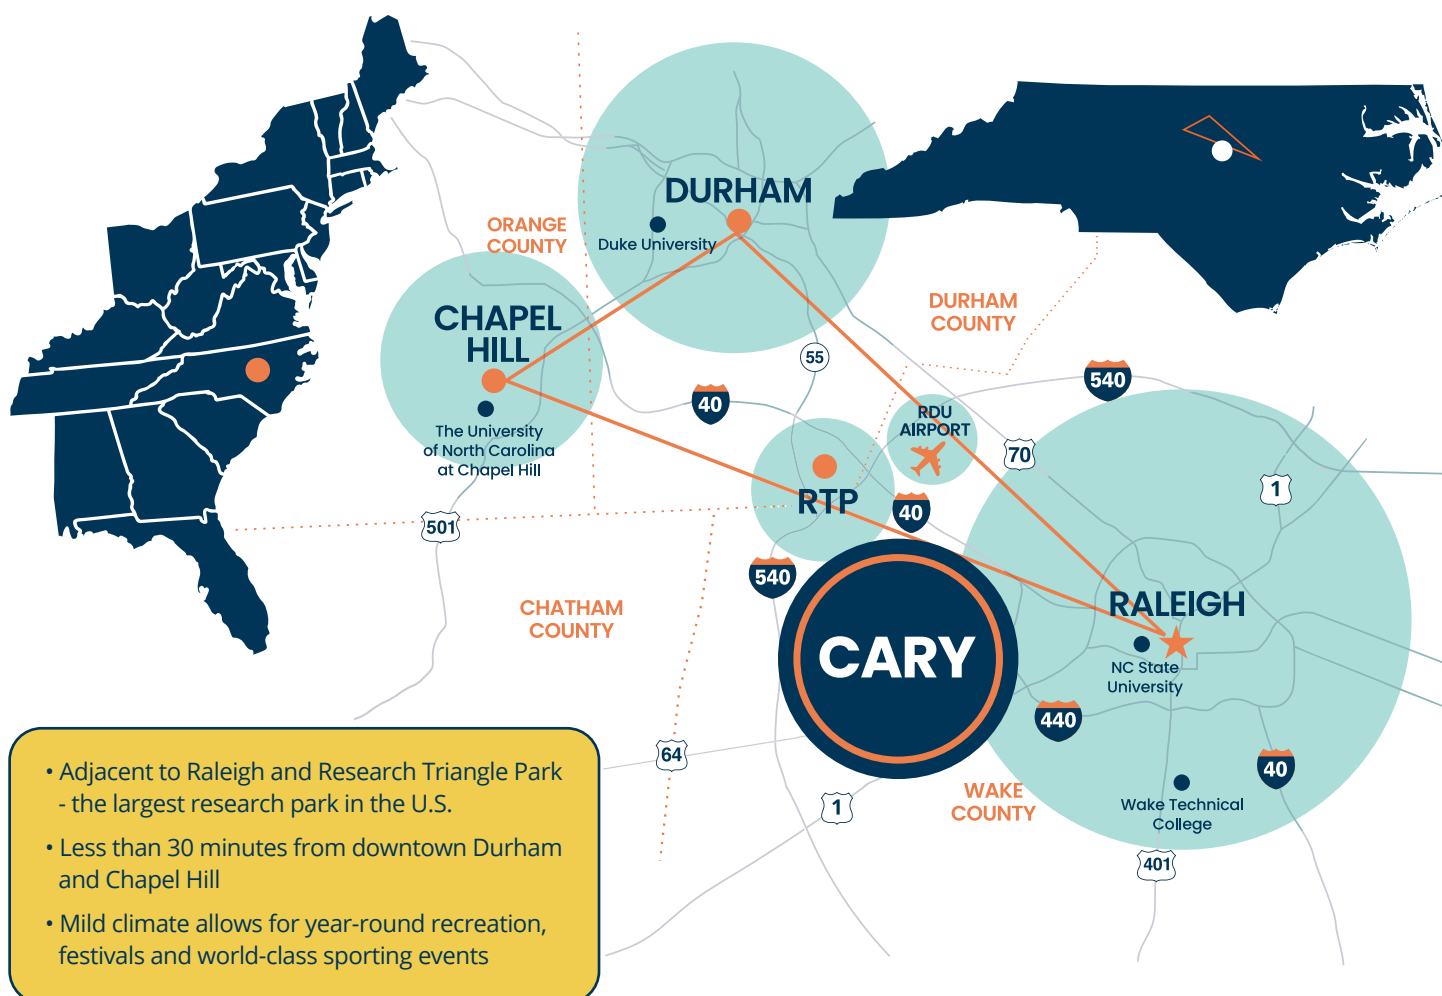 DURHAM
Duke University
ORANGE
COUNTY
CHAPEL
HILL
The University
of North Carolina
at Chapel Hill
DURHAM
COUNTY
55
540
40
RDU
AIRPORT
70
1
RTP
40
501
540
CHATHAM
COUNTY
CARY
RALEIGH
NC State
University
440
64
40
1
WAKE
COUNTY
Wake Technical
College
401
• Adjacent to Raleigh and Research Triangle Park
- the largest research park in the U.S.
• Less than 30 minutes from downtown Durham
and Chapel Hill
• Mild climate allows for year-round recreation,
festivals and world-class sporting events